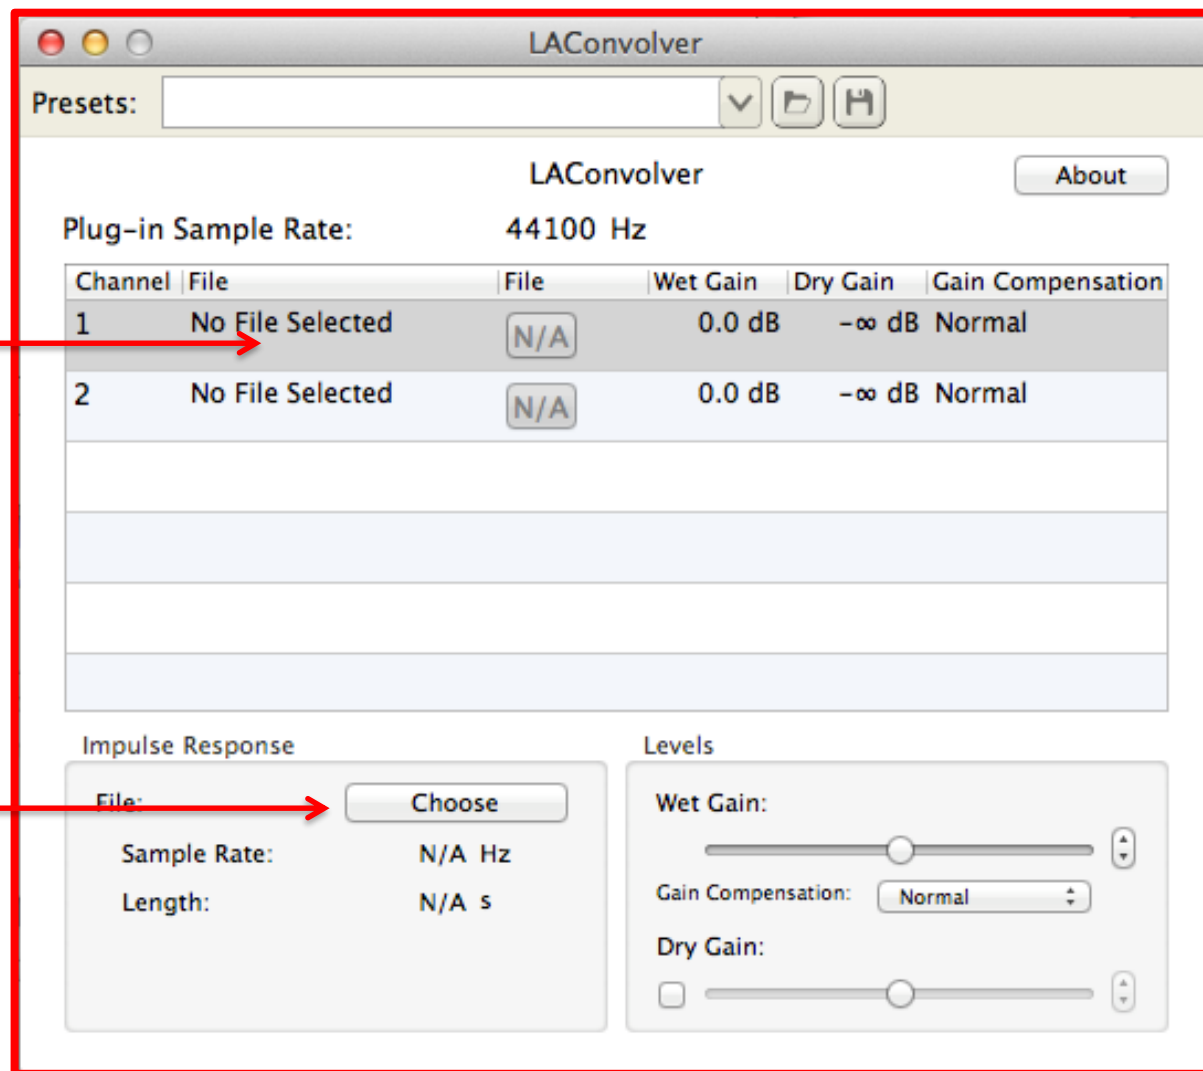 LAConvolver
Presets:
LAConvolver About
Plug-in Sample Rate: 44100 Hz
Channel File File Wet Gain Dry Gain Gain Compensation
1 No File Selected N/A 0.0 dB -∞ dB Normal
2 No File Selected N/A 0.0 dB -∞ dB Normal
Impulse Response Levels
File: Choose Wet Gain:
Sample Rate: N/A Hz
Length: N/A s Gain Compensation: Normal
Dry Gain: